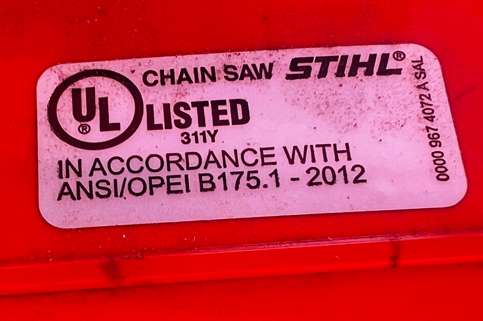 CHAIN SAW STIHL®
UL® LISTED
311Y
IN ACCORDANCE WITH
ANSI/OPEI B175.1 - 2012
0000 967 4072 A SAL